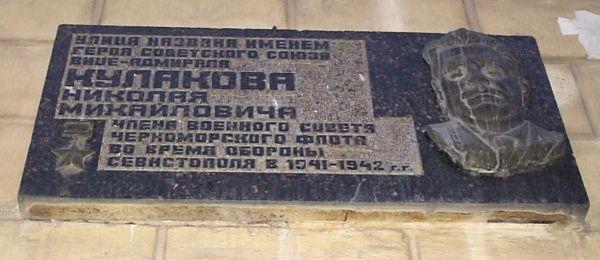 УЛИЦА НАЗВАНА ИМЕНЕМ
ГЕРОЯ СОВЕТСКОГО СОЮЗА
ВИЦЕ-АДМИРАЛА
КУЛАКОВА
НИКОЛАЯ
МИХАЙЛОВИЧА
ЧЛЕНА ВОЕННОГО СОВЕТА
ЧЕРНОМОРСКОГО ФЛОТА
ВО ВРЕМЯ ОБОРОНЫ
СЕВАСТОПОЛЯ В 1941-1942 г.г.